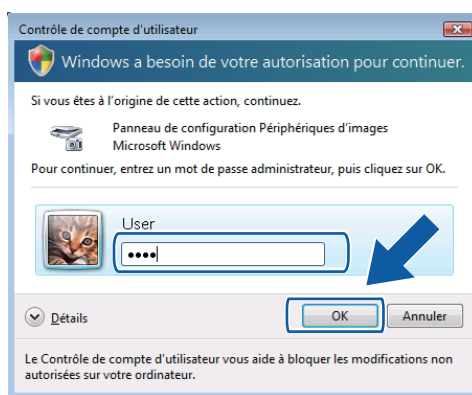 Contrôle de compte d'utilisateur
Windows a besoin de votre autorisation pour continuer.
Si vous êtes à l'origine de cette action, continuez.
Panneau de configuration Périphériques d'images
Microsoft Windows
Pour continuer, entrez un mot de passe administrateur, puis cliquez sur OK.
User
••••
Détails
OK
Annuler
Le Contrôle de compte d'utilisateur vous aide à bloquer les modifications non
autorisées sur votre ordinateur.